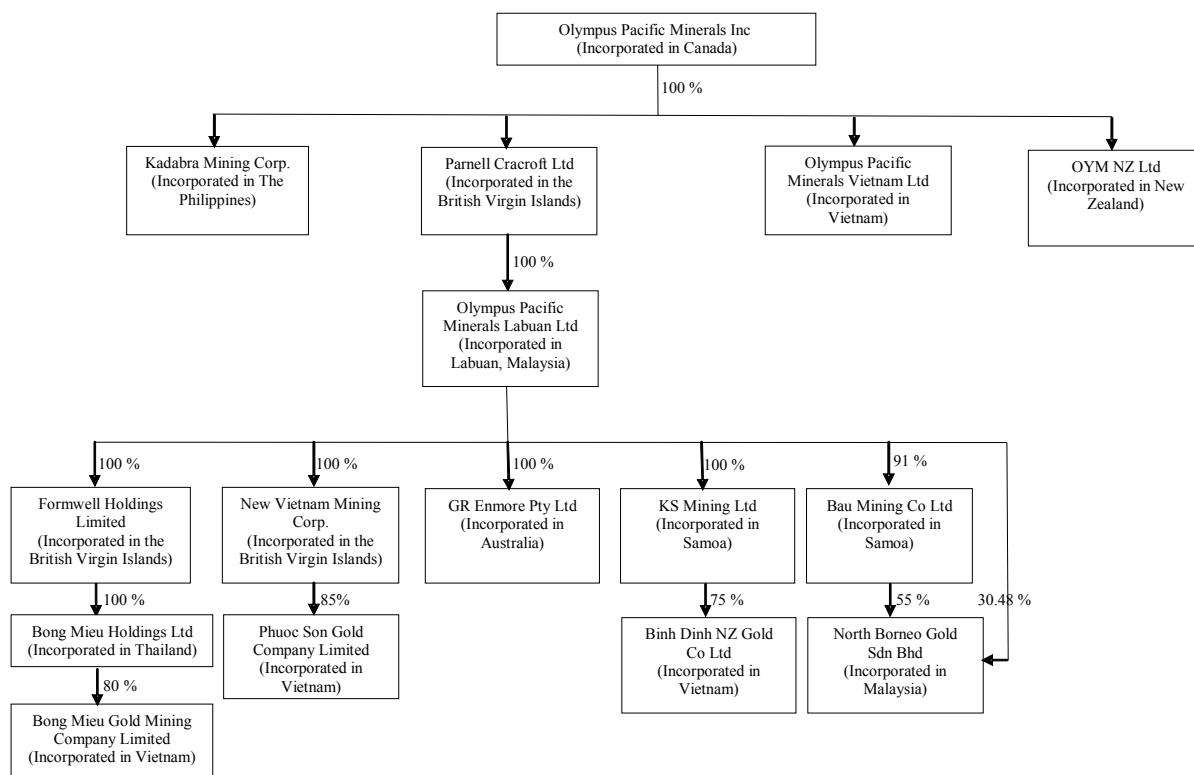 Olympus Pacific Minerals Inc
(Incorporated in Canada)
100 %
Kadabra Mining Corp.
(Incorporated in The
Philippines)
Parnell Cracroft Ltd
(Incorporated in the
British Virgin Islands)
Olympus Pacific
Minerals Vietnam Ltd
(Incorporated in
Vietnam)
OYM NZ Ltd
(Incorporated in New
Zealand)
100 %
Olympus Pacific
Minerals Labuan Ltd
(Incorporated in
Labuan, Malaysia)
100 %
100 %
100 %
100 %
91 %
Formwell Holdings
Limited
(Incorporated in the
British Virgin Islands)
New Vietnam Mining
Corp.
(Incorporated in the
British Virgin Islands)
GR Enmore Pty Ltd
(Incorporated in
Australia)
KS Mining Ltd
(Incorporated in
Samoa)
Bau Mining Co Ltd
(Incorporated in
Samoa)
100 %
85%
75 %
55 %
30.48 %
Bong Mieu Holdings Ltd
(Incorporated in Thailand)
Phuoc Son Gold
Company Limited
(Incorporated in
Vietnam)
Binh Dinh NZ Gold
Co Ltd
(Incorporated in
Vietnam)
North Borneo Gold
Sdn Bhd
(Incorporated in
Malaysia)
80 %
Bong Mieu Gold Mining
Company Limited
(Incorporated in Vietnam)